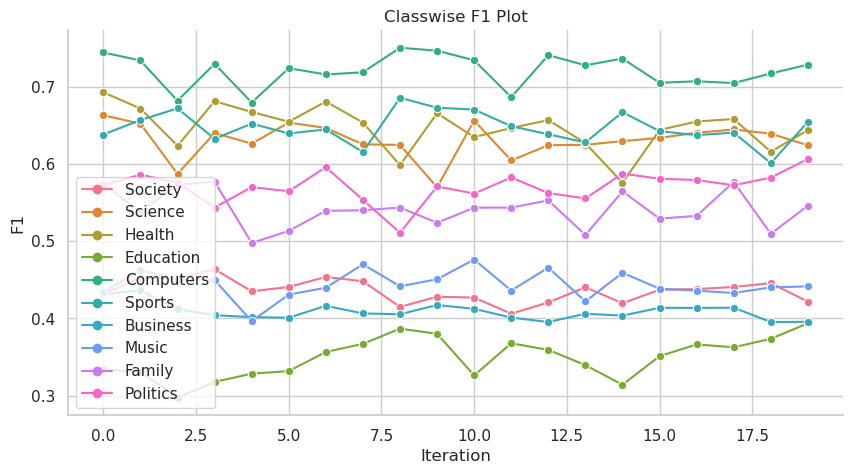 Classwise F1 Plot
F1
0.7
0.6
0.5
0.4
0.3
Society
Science
Health
Education
Computers
Sports
Business
Music
Family
Politics
0.0 2.5 5.0 7.5 10.0 12.5 15.0 17.5
Iteration